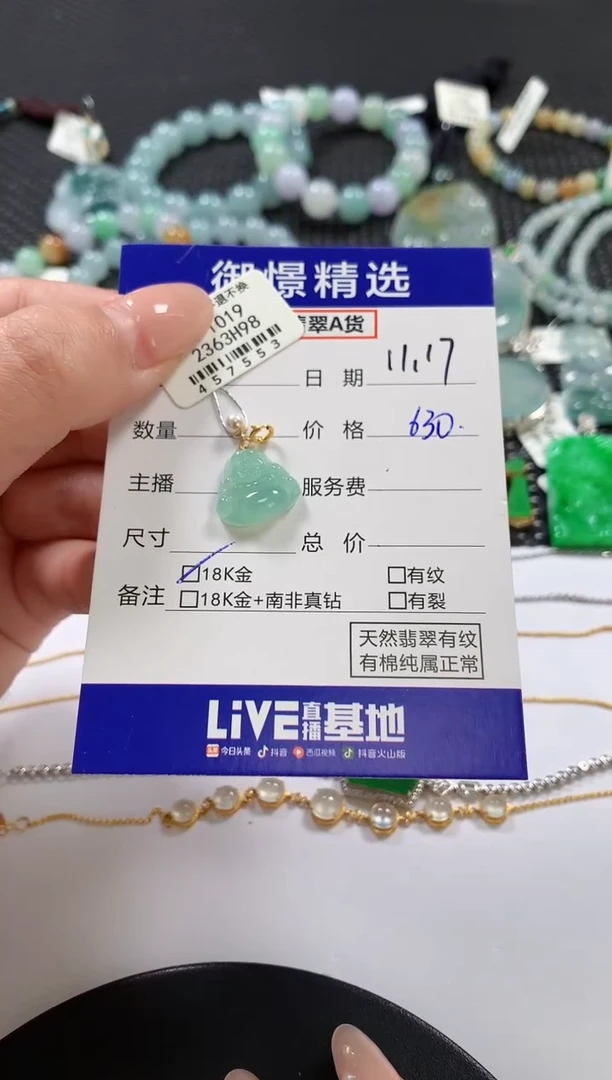 御憬精选
退不换
1019
2363H98
457553
翡翠A货
日 期 11.17
数量 价 格 630.
主播 服务费
尺寸 总 价
备注 18K金 有纹
18K金+南非真钻 有裂
天然翡翠有纹
有棉纯属正常
LiVE直播基地
今日头条 抖音 西瓜视频 抖音火山版